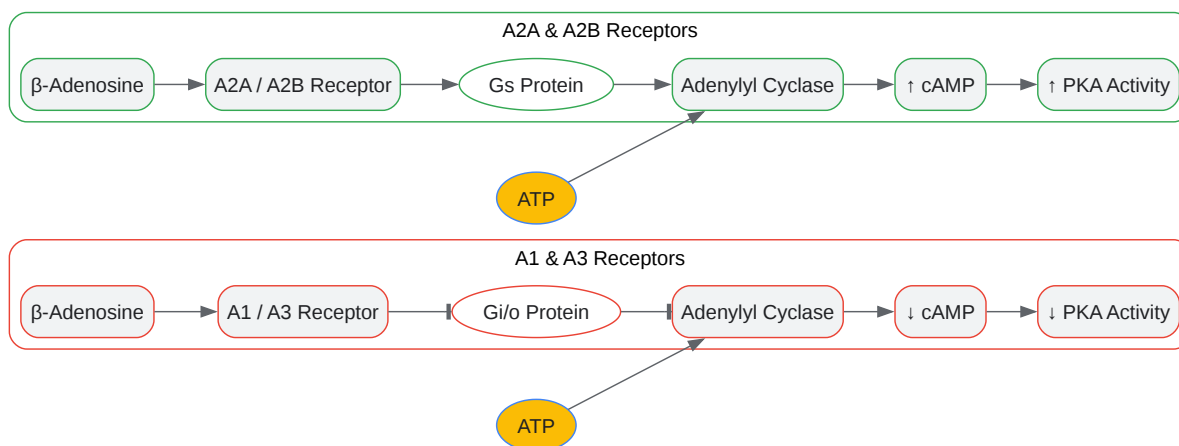 A2A & A2B Receptors
β-Adenosine
A2A / A2B Receptor
Gs Protein
Adenylyl Cyclase
↑ cAMP
↑ PKA Activity
ATP
A1 & A3 Receptors
β-Adenosine
A1 / A3 Receptor
Gi/o Protein
Adenylyl Cyclase
↓ cAMP
↓ PKA Activity
ATP